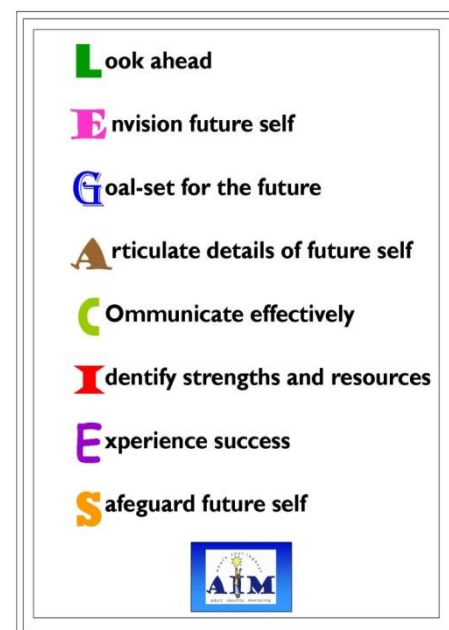 Look ahead
Envision future self
Goal-set for the future
Articulate details of future self
COmmunicate effectively
Identify strengths and resources
Experience success
Safeguard future self
AIM
adult identity mentoring